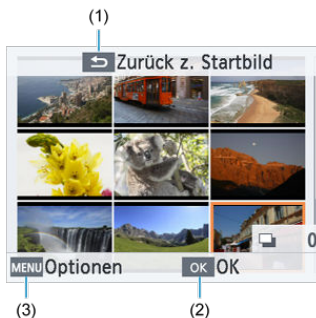 (1)
Zurück z. Startbild
0
MENU Optionen OK OK
(3) (2)